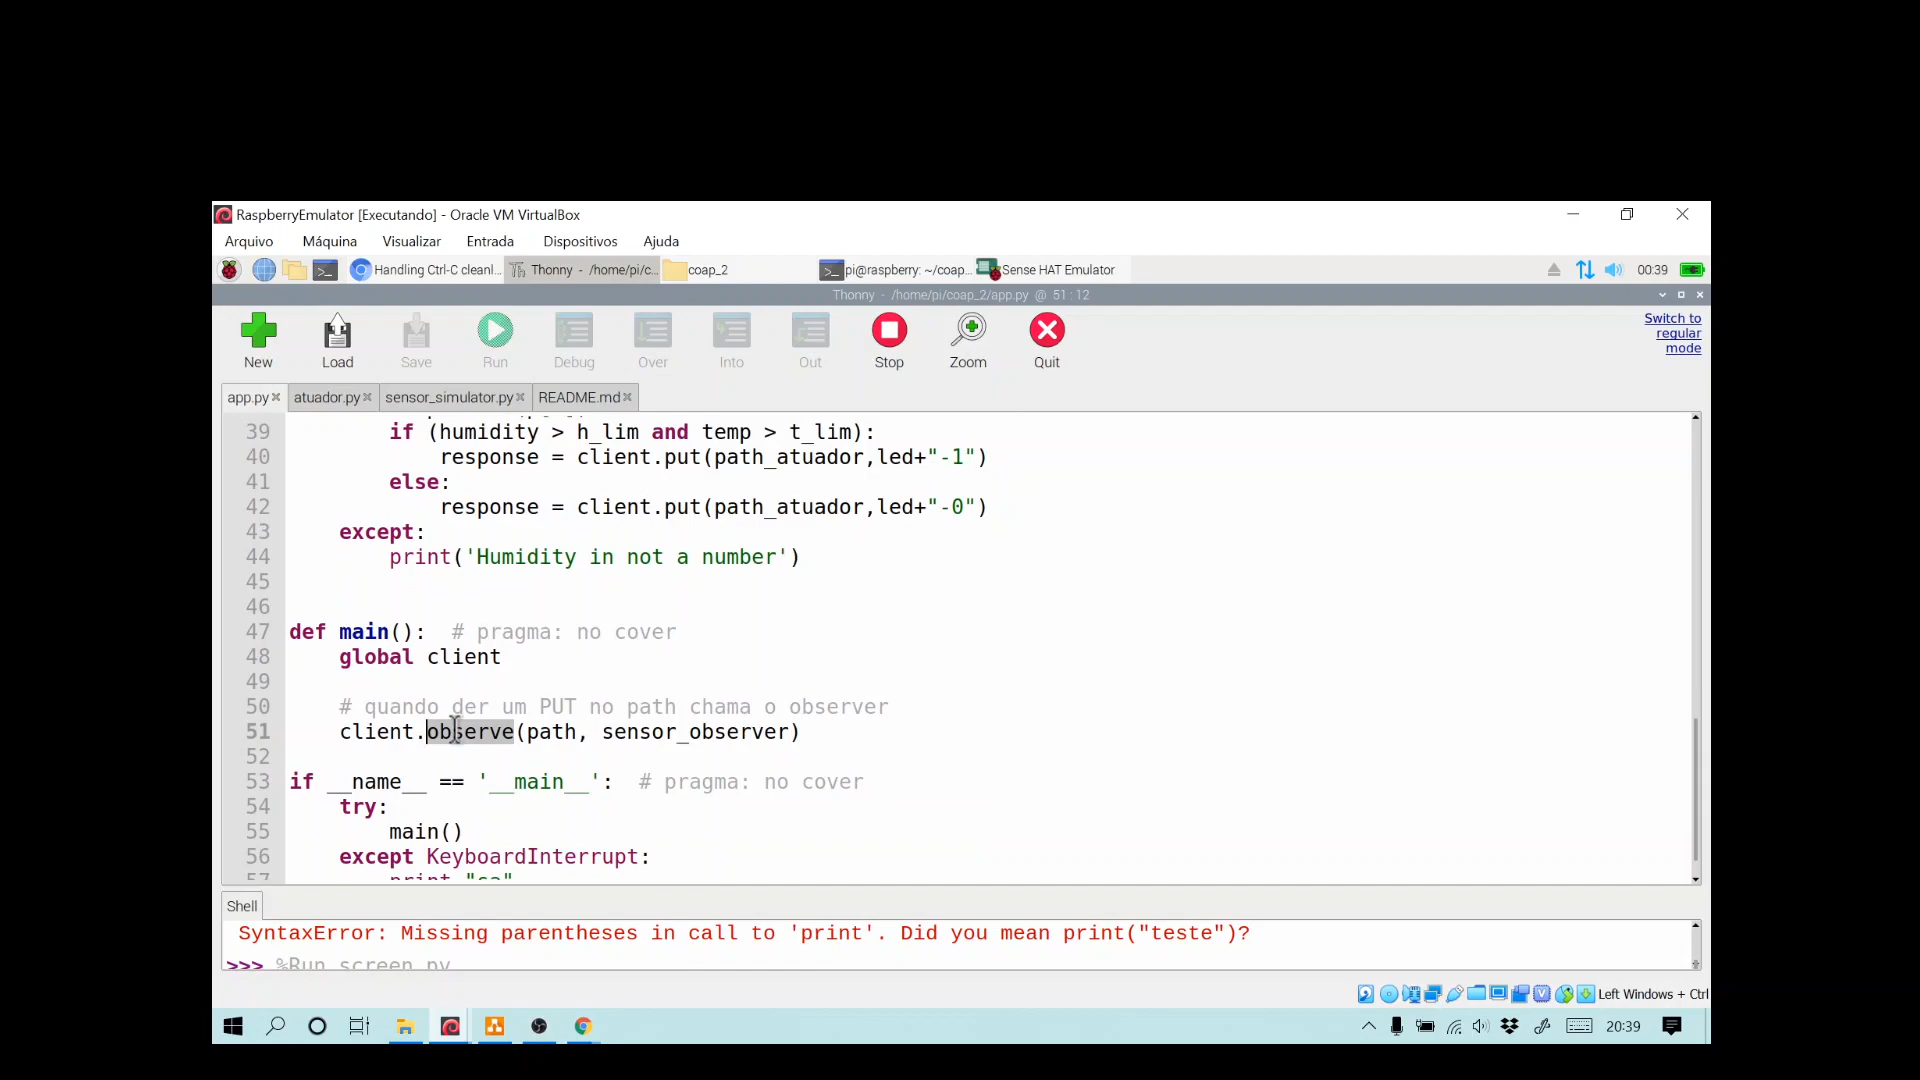 RaspberryEmulator [Executando] - Oracle VM VirtualBox
Arquivo Máquina Visualizar Entrada Dispositivos Ajuda
Handling Ctrl-C cleanl... Thonny - /home/pi/c... coap_2 pi@raspberry: ~/coap... Sense HAT Emulator 00:39
Thonny - /home/pi/coap_2/app.py @ 51:12
New Load Save Run Debug Over Into Out Stop Zoom Quit
Switch to
regular
mode
app.py atuador.py sensor_simulator.py README.md
39 if (humidity > h_lim and temp > t_lim):
40 response = client.put(path_atuador,led+"-1")
41 else:
42 response = client.put(path_atuador,led+"-0")
43 except:
44 print('Humidity in not a number')
45
46
47 def main():  # pragma: no cover
48 global client
49
50 # quando der um PUT no path chama o observer
51 client.observe(path, sensor_observer)
52
53 if __name__ == '__main__':  # pragma: no cover
54 try:
55 main()
56 except KeyboardInterrupt:
57 print "sa"
Shell
SyntaxError: Missing parentheses in call to 'print'. Did you mean print("teste")?
>>> %Run screen.py
Left Windows + Ctrl
20:39